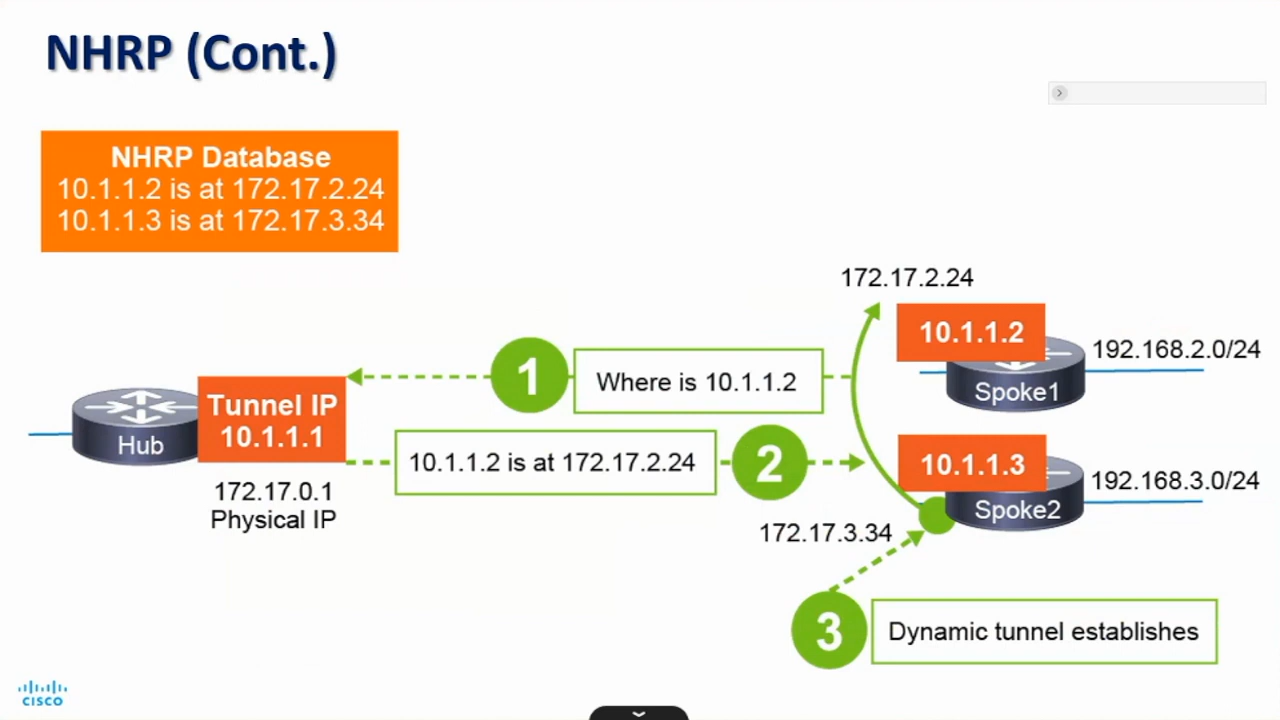 NHRP (Cont.)
NHRP Database
10.1.1.2 is at 172.17.2.24
10.1.1.3 is at 172.17.3.34
172.17.2.24
10.1.1.2
192.168.2.0/24
Spoke1
1
Where is 10.1.1.2
Tunnel IP
10.1.1.1
Hub
10.1.1.2 is at 172.17.2.24
2
10.1.1.3
192.168.3.0/24
Spoke2
172.17.0.1
Physical IP
172.17.3.34
3
Dynamic tunnel establishes
CISCO